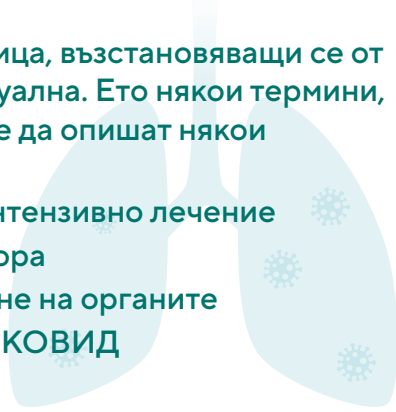 ица, възстановяващи се от
уална. Ето някои термини,
е да опишат някои
нтензивно лечение
ора
не на органите
КОВИД